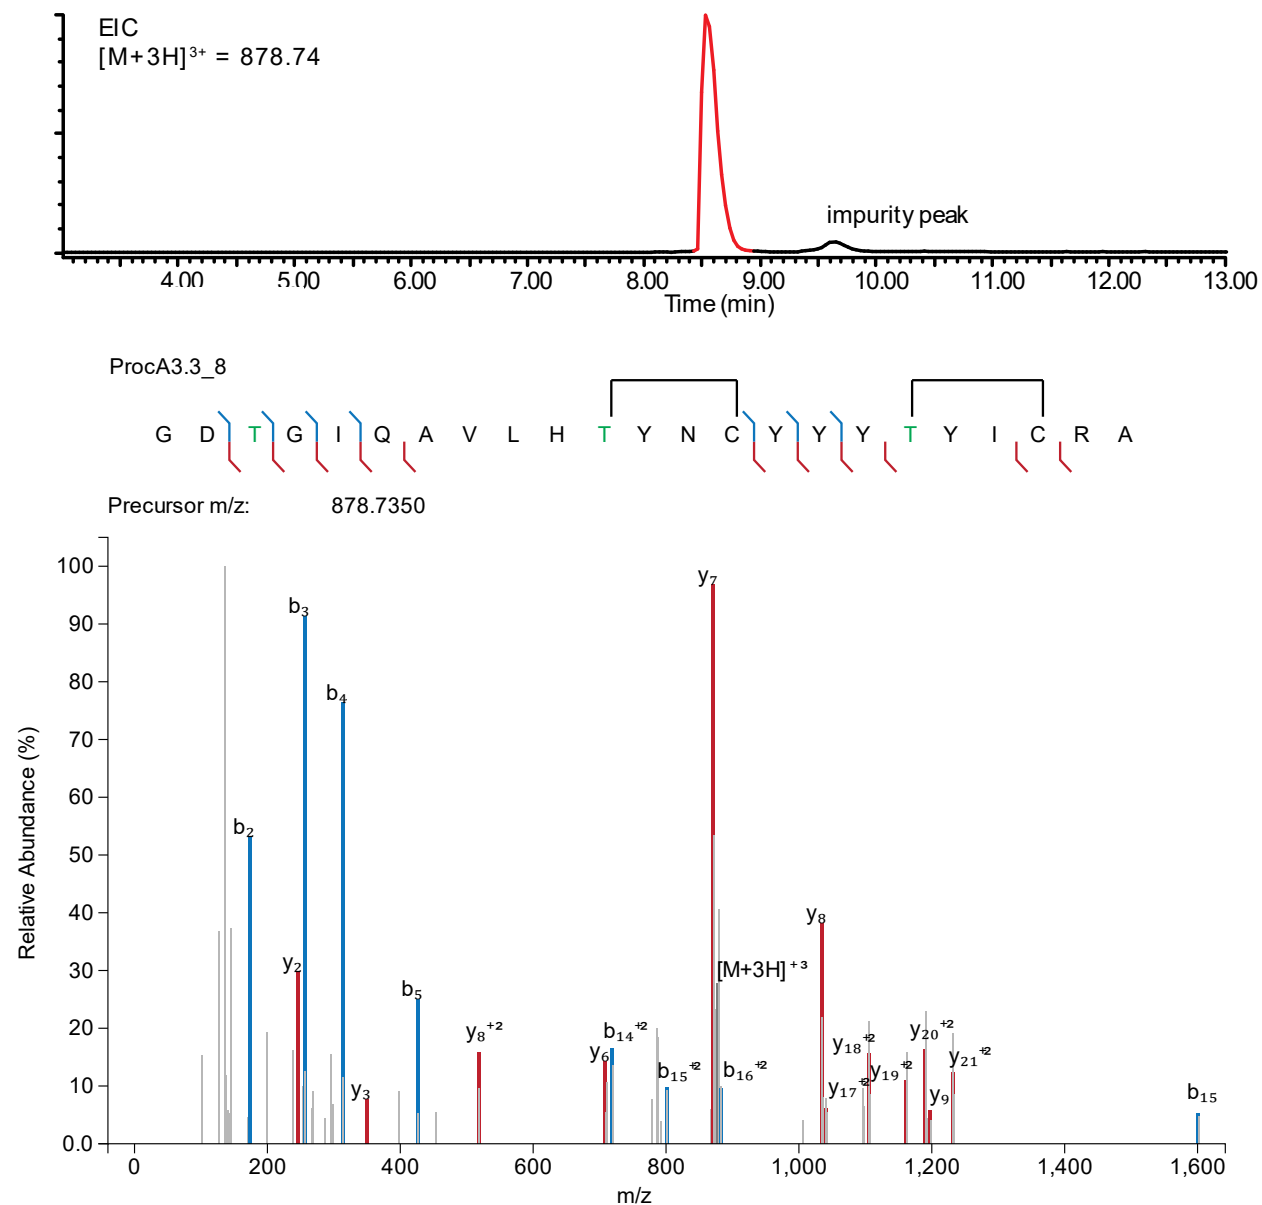 EIC
[M+3H]³⁺ = 878.74
impurity peak
4.00 5.00 6.00 7.00 8.00 9.00 10.00 11.00 12.00 13.00
Time (min)
ProcA3.3_8
G D T G I Q A V L H T Y N C Y Y Y T Y I C R A
Precursor m/z: 878.7350
Relative Abundance (%)
100
90
80
70
60
50
40
30
20
10
0.0
y₇
b₃
b₄
b₂
y₈
y₂
[M+3H]⁺³
b₅
y₈⁺²
b₁₄⁺²
y₂₀⁺²
y₁₈⁺²
y₆
y₂₁⁺²
b₁₅⁺²
b₁₆⁺²
y₁₉⁺²
y₃
y₁₇⁺²
y₉
b₁₅
0 200 400 600 800 1,000 1,200 1,400 1,600
m/z